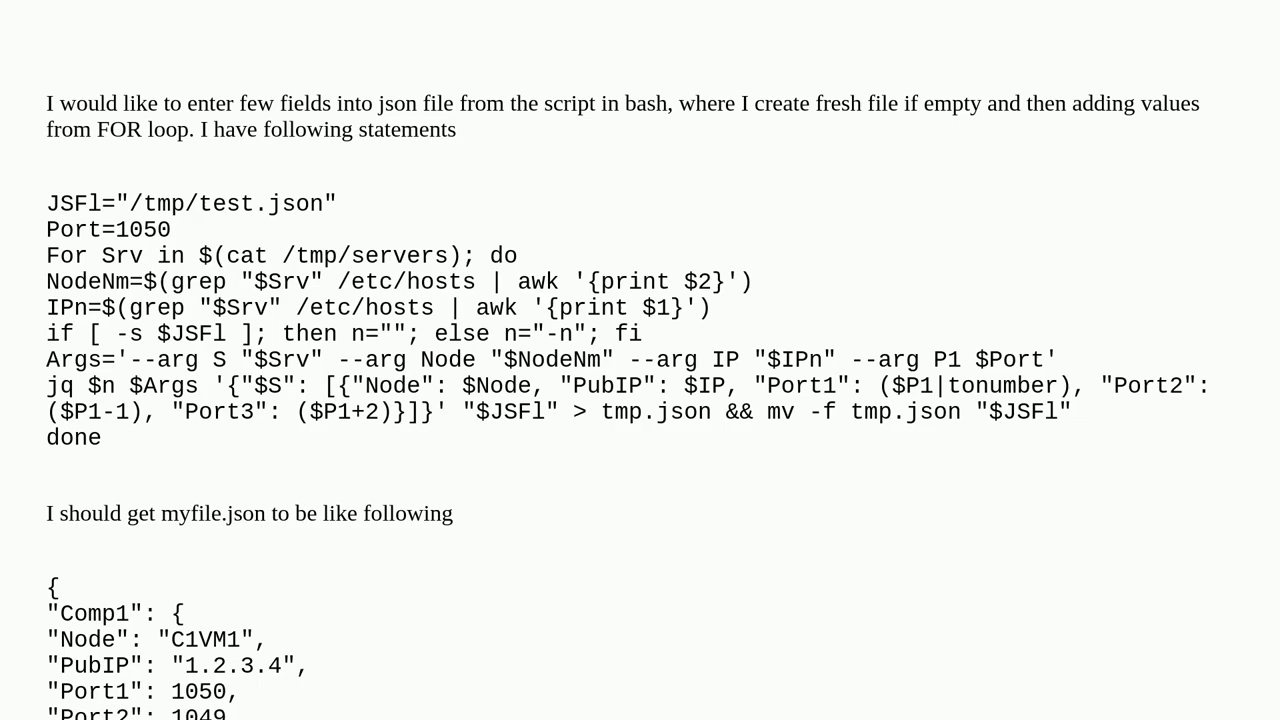 I would like to enter few fields into json file from the script in bash, where I create fresh file if empty and then adding values
from FOR loop. I have following statements
JSFl="/tmp/test.json"
Port=1050
For Srv in $(cat /tmp/servers); do
NodeNm=$(grep "$Srv" /etc/hosts | awk '{print $2}')
IPn=$(grep "$Srv" /etc/hosts | awk '{print $1}')
if [ -s $JSFl ]; then n=""; else n="-n"; fi
Args='--arg S "$Srv" --arg Node "$NodeNm" --arg IP "$IPn" --arg P1 $Port'
jq $n $Args '{"$S": [{"Node": $Node, "PubIP": $IP, "Port1": ($P1|tonumber), "Port2":
($P1-1), "Port3": ($P1+2)}]}' "$JSFl" > tmp.json && mv -f tmp.json "$JSFl"
done
I should get myfile.json to be like following
{
"Comp1": {
"Node": "C1VM1",
"PubIP": "1.2.3.4",
"Port1": 1050,
"Port2": 1049